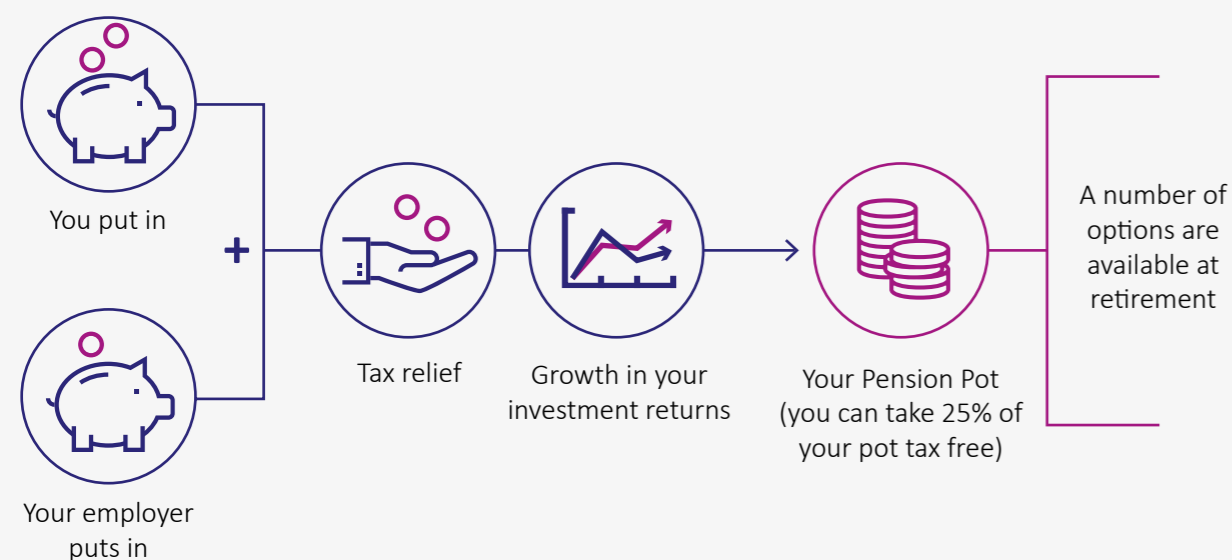 You put in
+
Your employer
puts in
Tax relief
Growth in your
investment returns
Your Pension Pot
(you can take 25% of
your pot tax free)
A number of
options are
available at
retirement